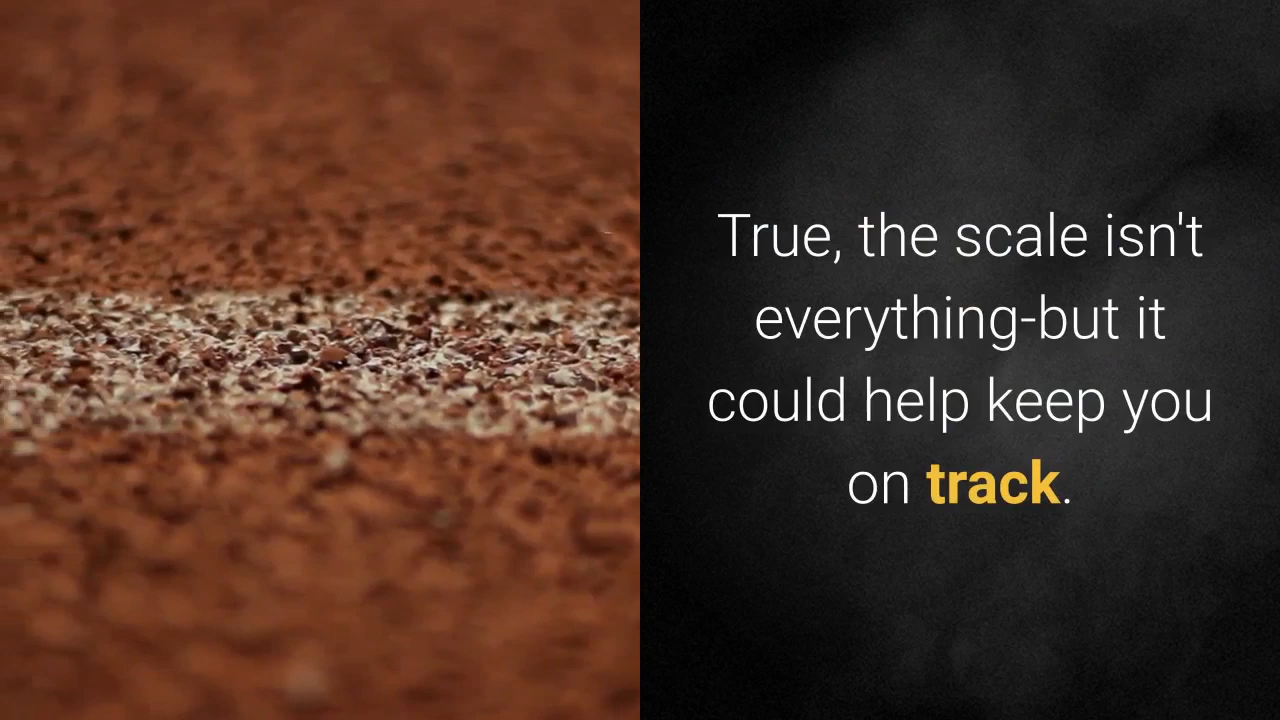 True, the scale isn't
everything-but it
could help keep you
on track.